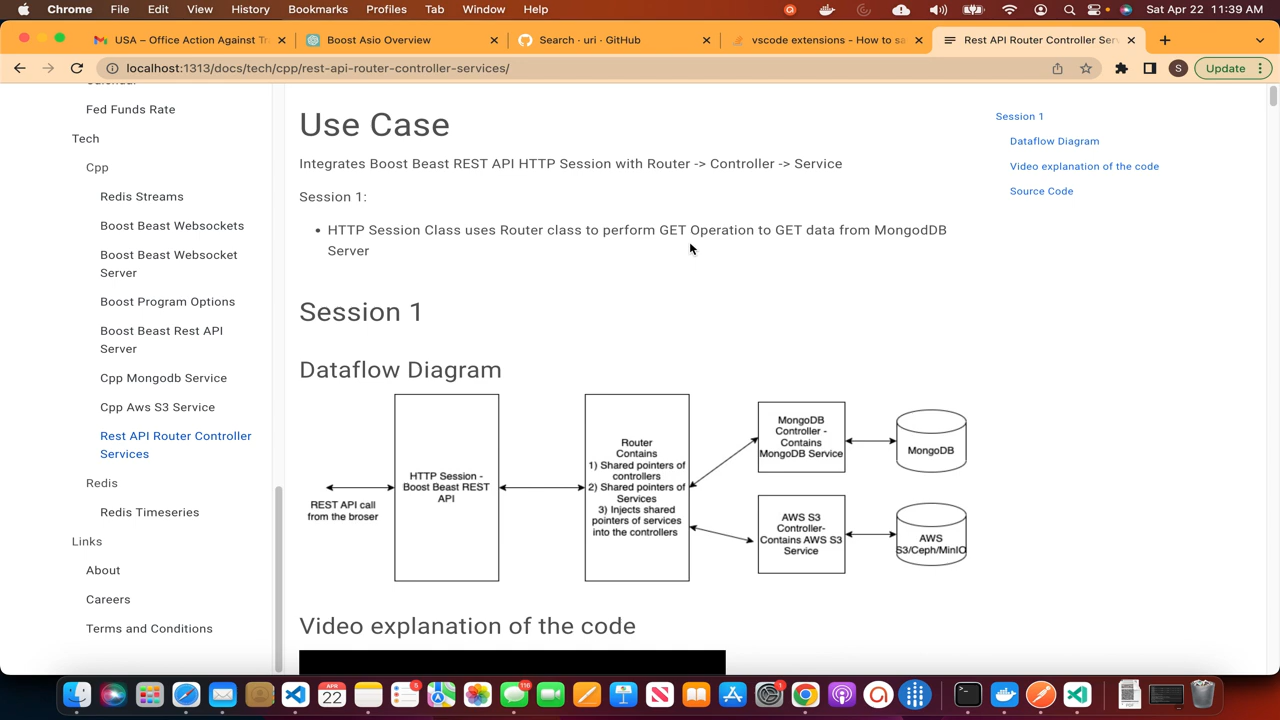 Chrome File Edit View History Bookmarks Profiles Tab Window Help Sat Apr 22 11:39 AM
USA – Office Action Against Tr
Boost Asio Overview
Search · uri · GitHub
vscode extensions - How to sa
Rest API Router Controller Ser
localhost:1313/docs/tech/cpp/rest-api-router-controller-services/
S
Update
Calendar
Fed Funds Rate
Tech
Cpp
Redis Streams
Boost Beast Websockets
Boost Beast Websocket
Server
Boost Program Options
Boost Beast Rest API
Server
Cpp Mongodb Service
Cpp Aws S3 Service
Rest API Router Controller
Services
Redis
Redis Timeseries
Links
About
Careers
Terms and Conditions
Use Case
Integrates Boost Beast REST API HTTP Session with Router -> Controller -> Service
Session 1:
• HTTP Session Class uses Router class to perform GET Operation to GET data from MongodDB
Server
Session 1
Dataflow Diagram
REST API call
from the broser
HTTP Session -
Boost Beast REST
API
Router
Contains
1) Shared pointers of
controllers
2) Shared pointers of
Services
3) Injects shared
pointers of services
into the controllers
MongoDB
Controller -
Contains
MongoDB Service
MongoDB
AWS S3
Controller-
Contains AWS S3
Service
AWS
S3/Ceph/MinIO
Video explanation of the code
Session 1
Dataflow Diagram
Video explanation of the code
Source Code
APR
22
5
116
1